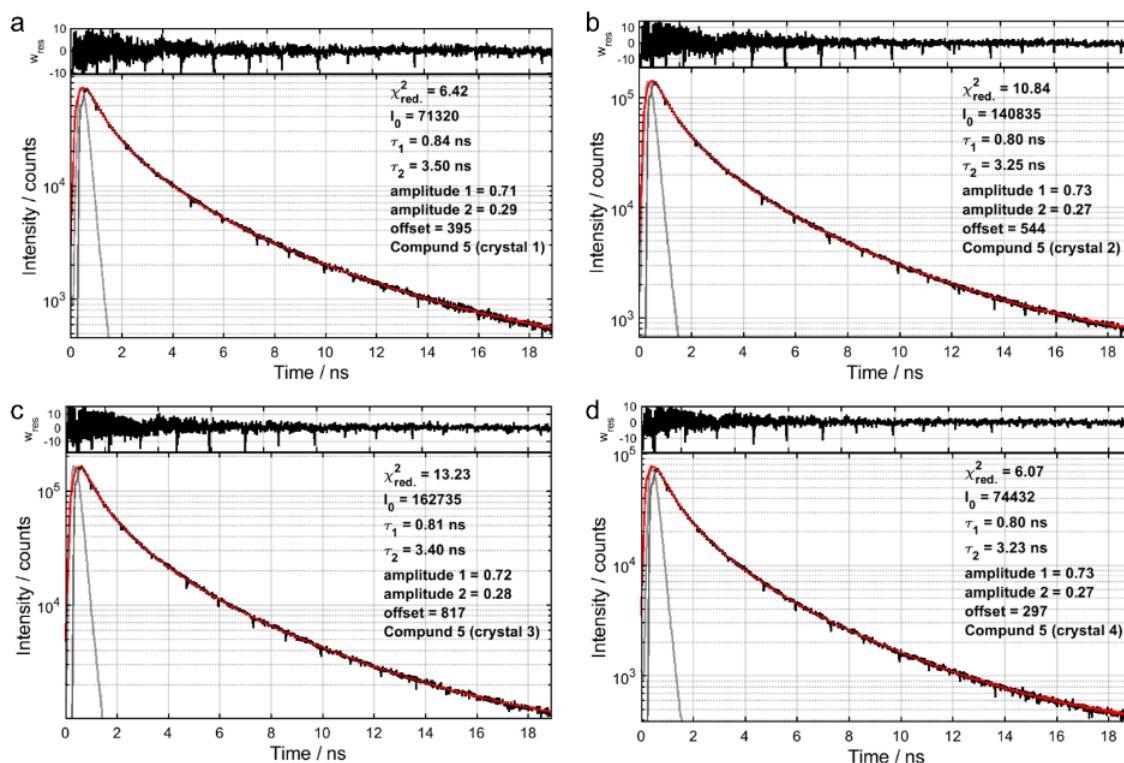 a
10
0
-10
w_res
χ²_red. = 6.42
I_0 = 71320
τ_1 = 0.84 ns
τ_2 = 3.50 ns
amplitude 1 = 0.71
amplitude 2 = 0.29
offset = 395
Compund 5 (crystal 1)
10^4
10^3
Intensity / counts
0 2 4 6 8 10 12 14 16 18
Time / ns
b
10
0
-10
w_res
χ²_red. = 10.84
I_0 = 140835
τ_1 = 0.80 ns
τ_2 = 3.25 ns
amplitude 1 = 0.73
amplitude 2 = 0.27
offset = 544
Compund 5 (crystal 2)
10^5
10^4
10^3
Intensity / counts
0 2 4 6 8 10 12 14 16 18
Time / ns
c
10
0
-10
w_res
χ²_red. = 13.23
I_0 = 162735
τ_1 = 0.81 ns
τ_2 = 3.40 ns
amplitude 1 = 0.72
amplitude 2 = 0.28
offset = 817
Compund 5 (crystal 3)
10^5
10^4
Intensity / counts
0 2 4 6 8 10 12 14 16 18
Time / ns
d
10
0
-10
w_res
χ²_red. = 6.07
I_0 = 74432
τ_1 = 0.80 ns
τ_2 = 3.23 ns
amplitude 1 = 0.73
amplitude 2 = 0.27
offset = 297
Compund 5 (crystal 4)
10^5
10^4
10^3
Intensity / counts
0 2 4 6 8 10 12 14 16 18
Time / ns